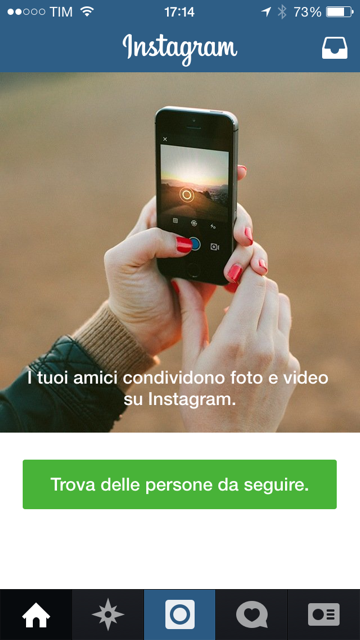 TIM 17:14 73%
Instagram
I tuoi amici condividono foto e video
su Instagram.
Trova delle persone da seguire.